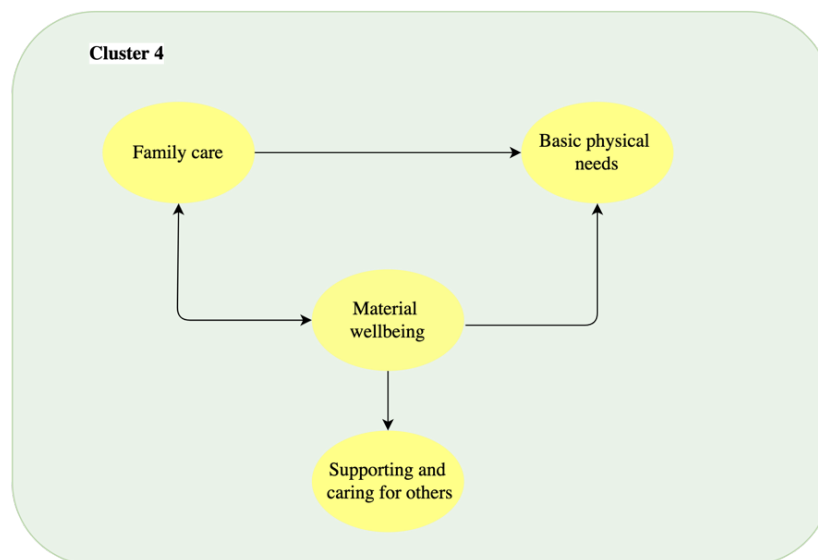 Cluster 4
Family care
Basic physical
needs
Material
wellbeing
Supporting and
caring for others